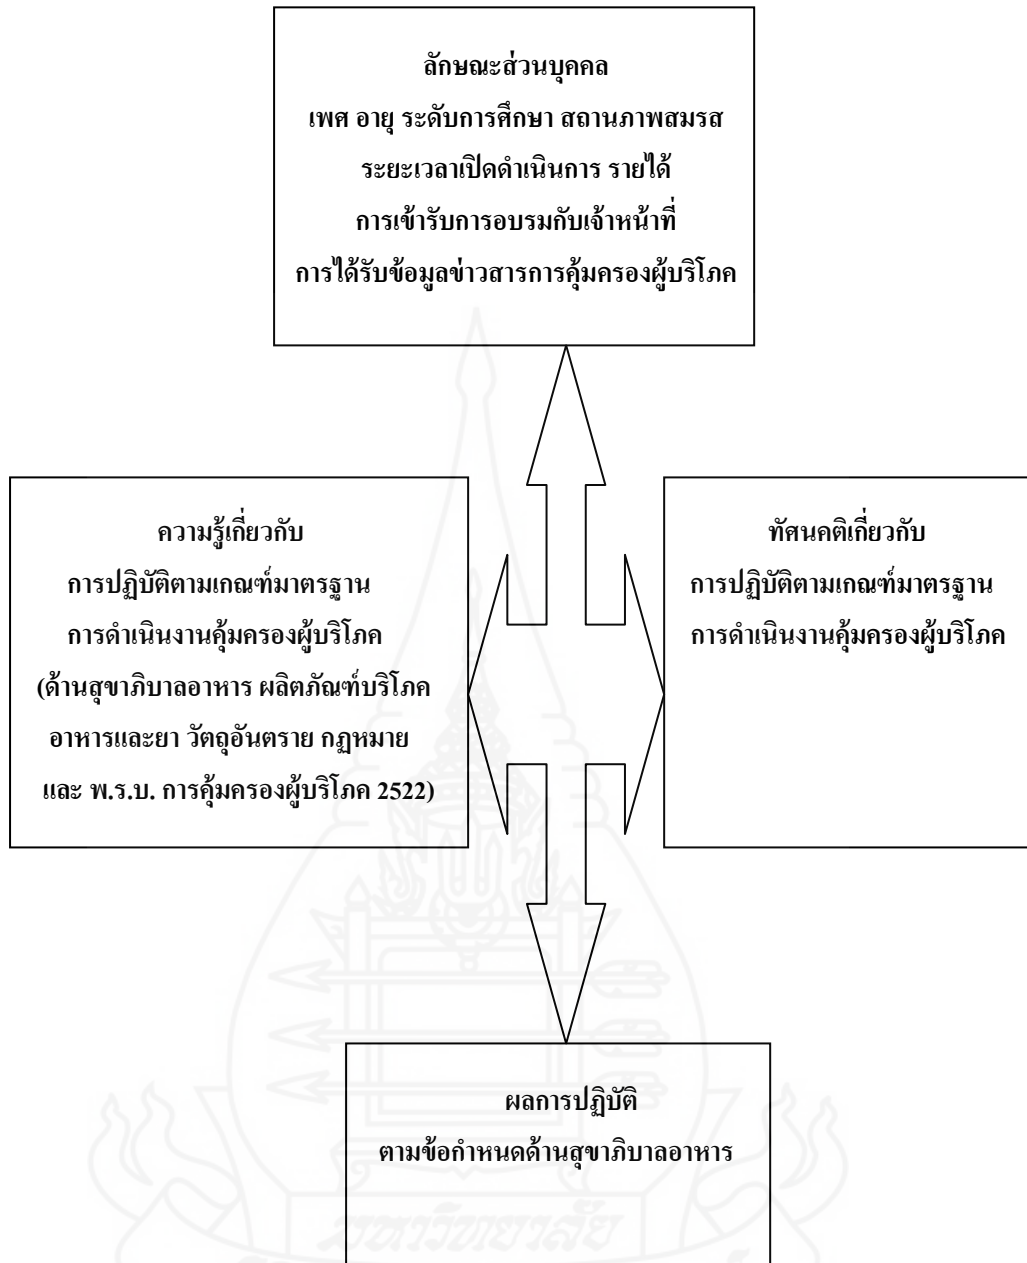 ลักษณะส่วนบุคคล
เพศ อายุ ระดับการศึกษา สถานภาพสมรส
ระยะเวลาเปิดดำเนินการ รายได้
การเข้ารับการอบรมกับเจ้าหน้าที่
การได้รับข้อมูลข่าวสารการคุ้มครองผู้บริโภค
ความรู้เกี่ยวกับ
การปฏิบัติตามเกณฑ์มาตรฐาน
การดำเนินงานคุ้มครองผู้บริโภค
(ด้านสุขาภิบาลอาหาร ผลิตภัณฑ์บริโภค
อาหารและยา วัตถุอันตราย กฎหมาย
และ พ.ร.บ. การคุ้มครองผู้บริโภค 2522)
ทัศนคติเกี่ยวกับ
การปฏิบัติตามเกณฑ์มาตรฐาน
การดำเนินงานคุ้มครองผู้บริโภค
ผลการปฏิบัติ
ตามข้อกำหนดด้านสุขาภิบาลอาหาร
มหาวิทยาลัย